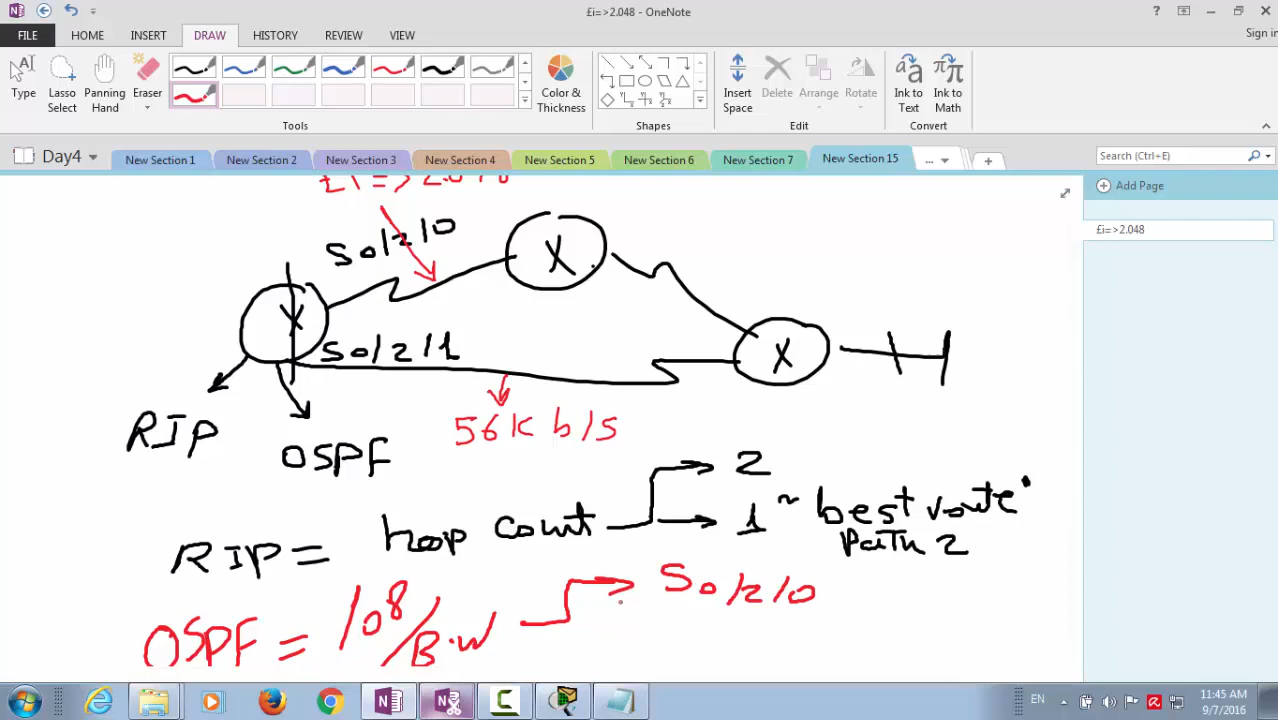 £i=>2.048 - OneNote
? 
Sign in
FILE HOME INSERT DRAW HISTORY REVIEW VIEW
Type
Lasso Select
Panning Hand
Eraser
Color & Thickness
Insert Space
Delete
Arrange
Rotate
Ink to Text
Ink to Math
Tools
Shapes
Edit
Convert
Day4
New Section 1
New Section 2
New Section 3
New Section 4
New Section 5
New Section 6
New Section 7
New Section 15
...
Search (Ctrl+E)
Add Page
£i=>2.048
S0/2/0
X
X
S0/2/1
X
RIP
OSPF
56K b/s
2
hop count
1 ~ best route
Path 2
RIP =
OSPF = 108/B.W
S0/2/0
EN
11:45 AM
9/7/2016